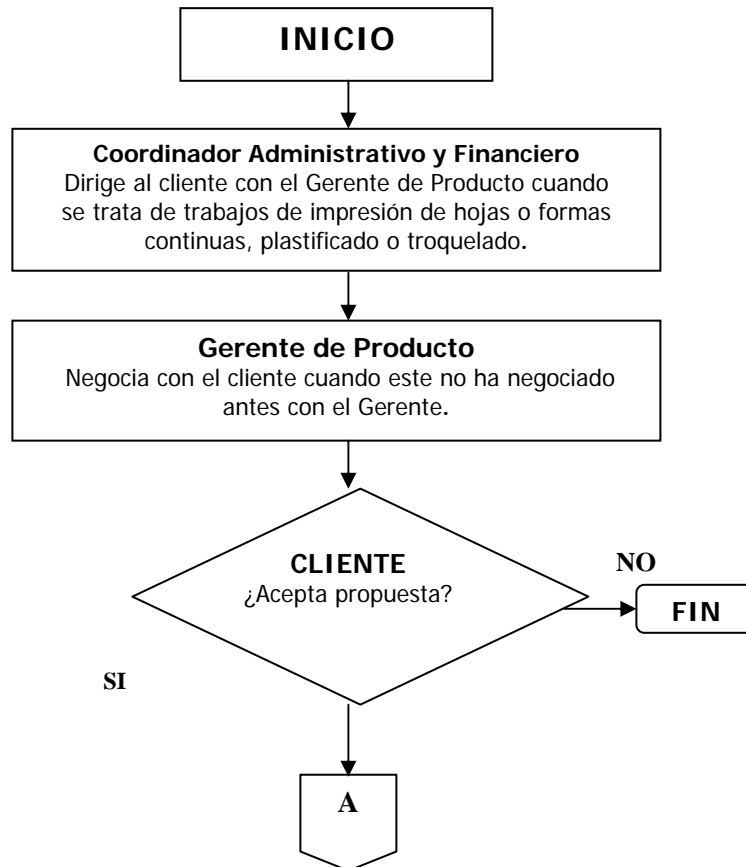 INICIO
Coordinador Administrativo y Financiero
Dirige al cliente con el Gerente de Producto cuando
se trata de trabajos de impresión de hojas o formas
continuas, plastificado o troquelado.
Gerente de Producto
Negocia con el cliente cuando este no ha negociado
antes con el Gerente.
CLIENTE
¿Acepta propuesta?
NO
FIN
SI
A